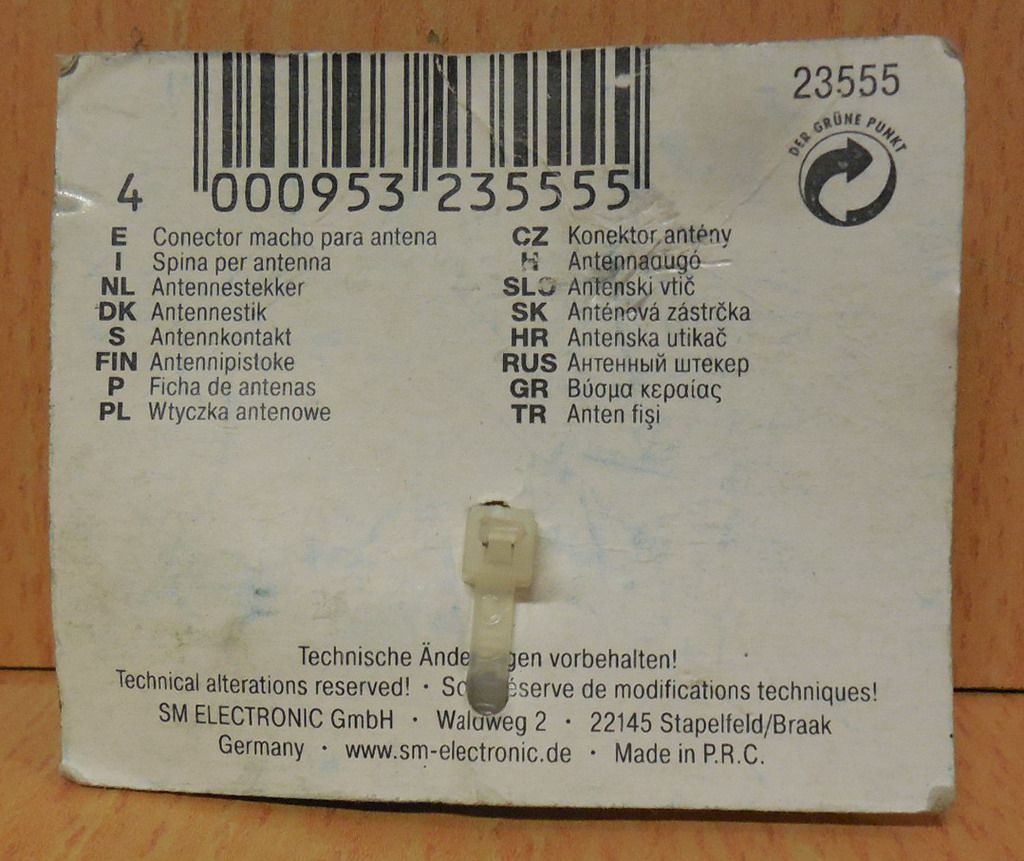 23555
DER GRÜNE PUNKT
4 000953 235555
E Conector macho para antena
I Spina per antenna
NL Antennestekker
DK Antennestik
S Antennkontakt
FIN Antennipistoke
P Ficha de antenas
PL Wtyczka antenowe
CZ Konektor antény
H Antennadugó
SLO Antenski vtič
SK Anténová zástrčka
HR Antenska utikač
RUS Антенный штекер
GR Βύσμα κεραίας
TR Anten fişi
Technische vorbehalten!
Technical alterations reserved! · de modifications techniques!
SM ELECTRONIC GmbH · Waldweg 2 · 22145 Stapelfeld/Braak
Germany · www.sm-electronic.de · Made in P.R.C.